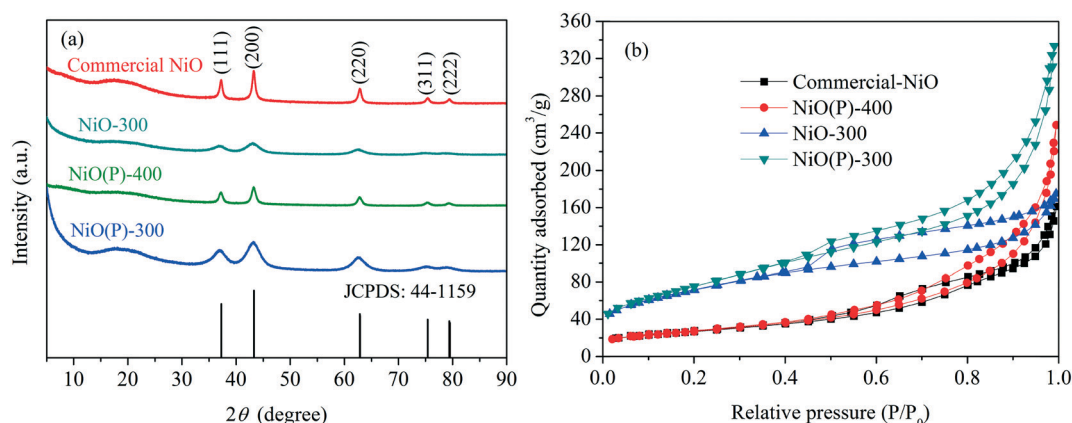 (a)
(111)
(200)
(220)
(311)
(222)
Commercial NiO
NiO-300
NiO(P)-400
NiO(P)-300
JCPDS: 44-1159
Intensity (a.u.)
10 20 30 40 50 60 70 80 90
2θ (degree)
(b)
Commercial-NiO
NiO(P)-400
NiO-300
NiO(P)-300
Quantity adsorbed (cm³/g)
360
320
280
240
200
160
120
80
40
0
0.0 0.2 0.4 0.6 0.8 1.0
Relative pressure (P/P₀)